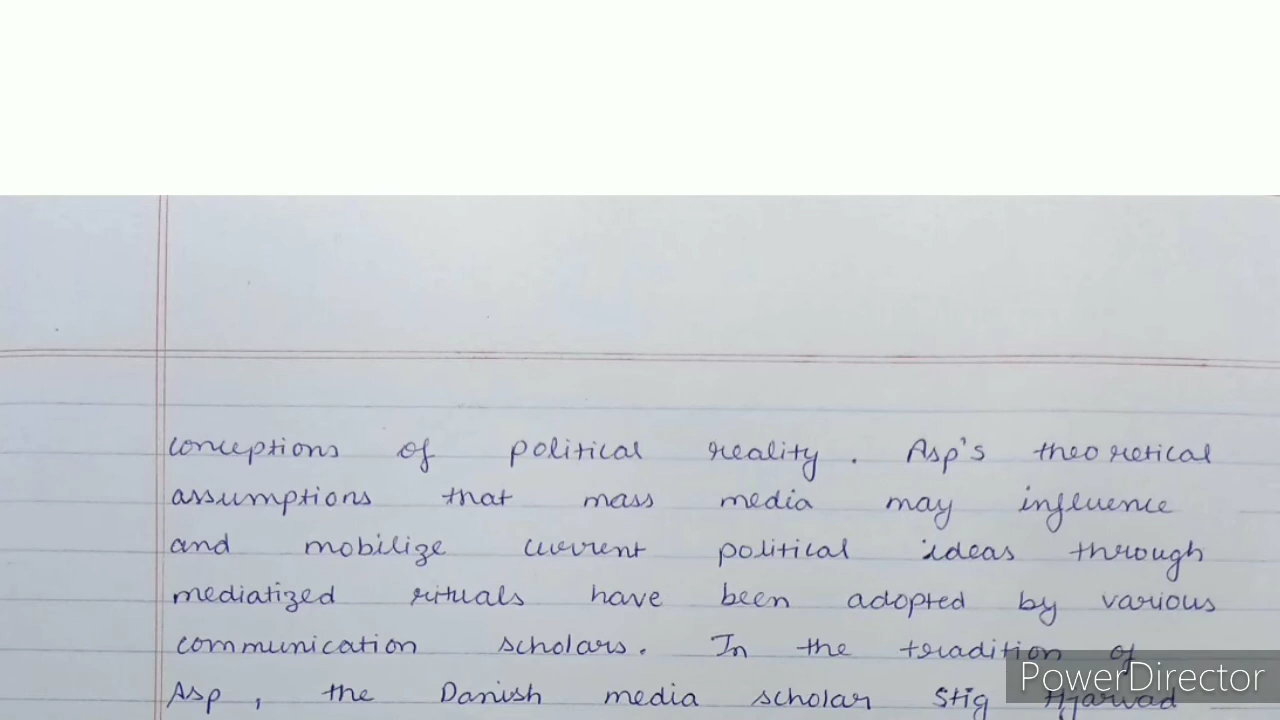 conceptions of political reality. Asp's theoretical
assumptions that mass media may influence
and mobilize current political ideas through
mediatized rituals have been adopted by various
communication scholars. In the tradition of
Asp, the Danish media scholar Stig Hjarvad
PowerDirector